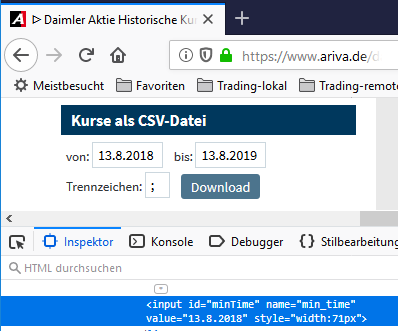 ▷ Daimler Aktie Historische Ku
https://www.ariva.de/d
Meistbesucht Favoriten Trading-lokal Trading-remote
Kurse als CSV-Datei
von: 13.8.2018 bis: 13.8.2019
Trennzeichen: ; Download
Inspektor Konsole Debugger Stilbearbeitung
HTML durchsuchen
<input id="minTime" name="min_time"
value="13.8.2018" style="width:71px">